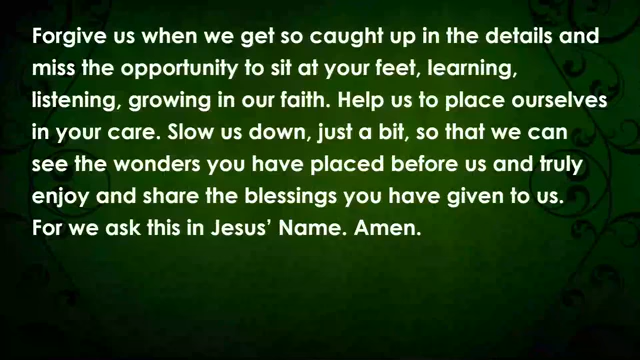 Forgive us when we get so caught up in the details and
miss the opportunity to sit at your feet, learning,
listening, growing in our faith. Help us to place ourselves
in your care. Slow us down, just a bit, so that we can
see the wonders you have placed before us and truly
enjoy and share the blessings you have given to us.
For we ask this in Jesus’ Name. Amen.